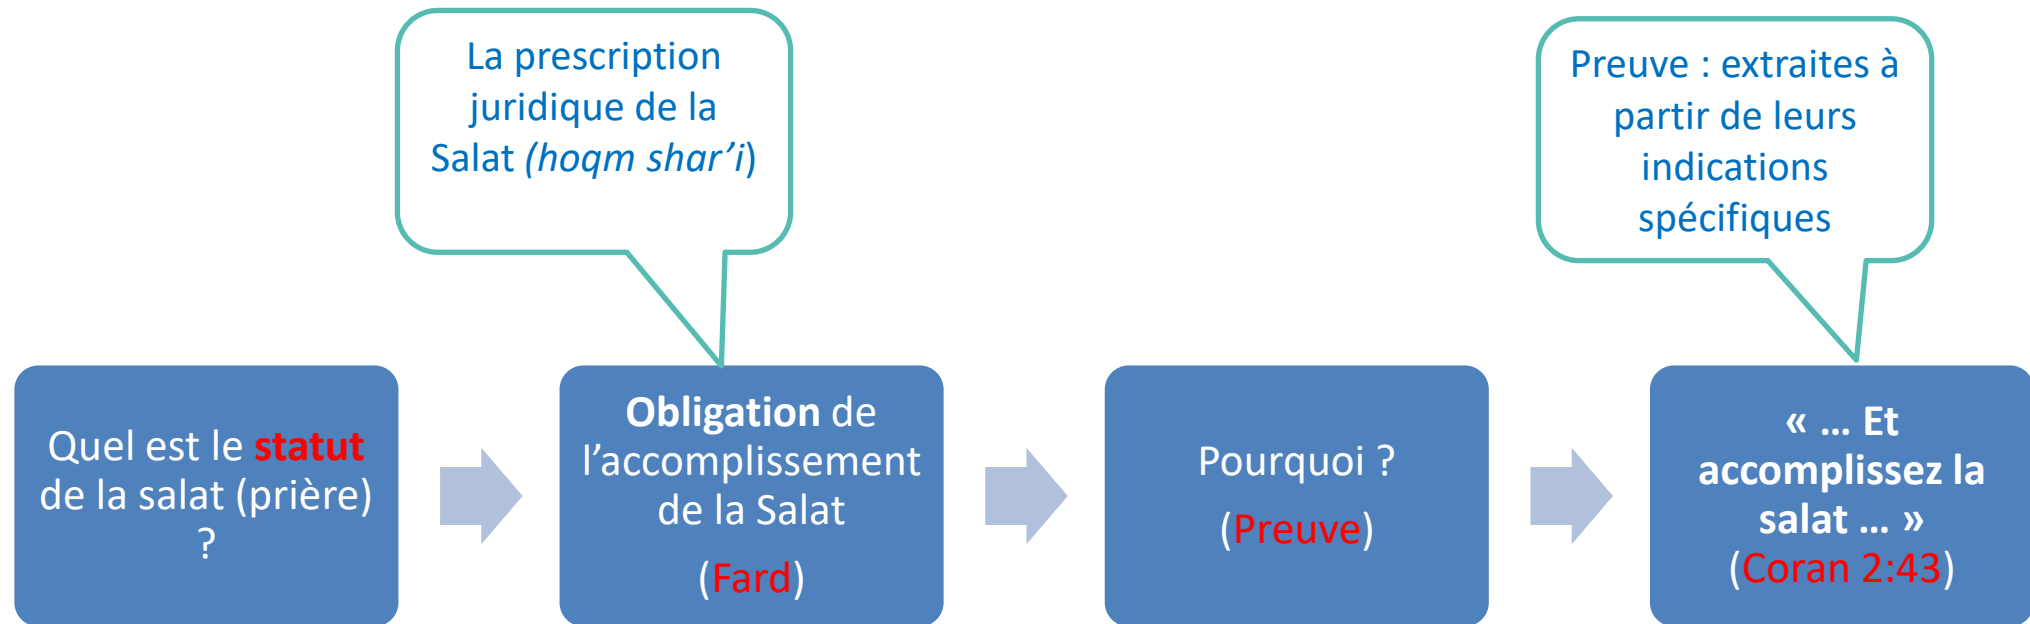 La prescription
juridique de la
Salat (hoqm shar’i)
Preuve : extraites à
partir de leurs
indications
spécifiques
Quel est le statut
de la salat (prière)
?
Obligation de
l’accomplissement
de la Salat
(Fard)
Pourquoi ?
(Preuve)
« ... Et
accomplissez la
salat ... »
(Coran 2:43)